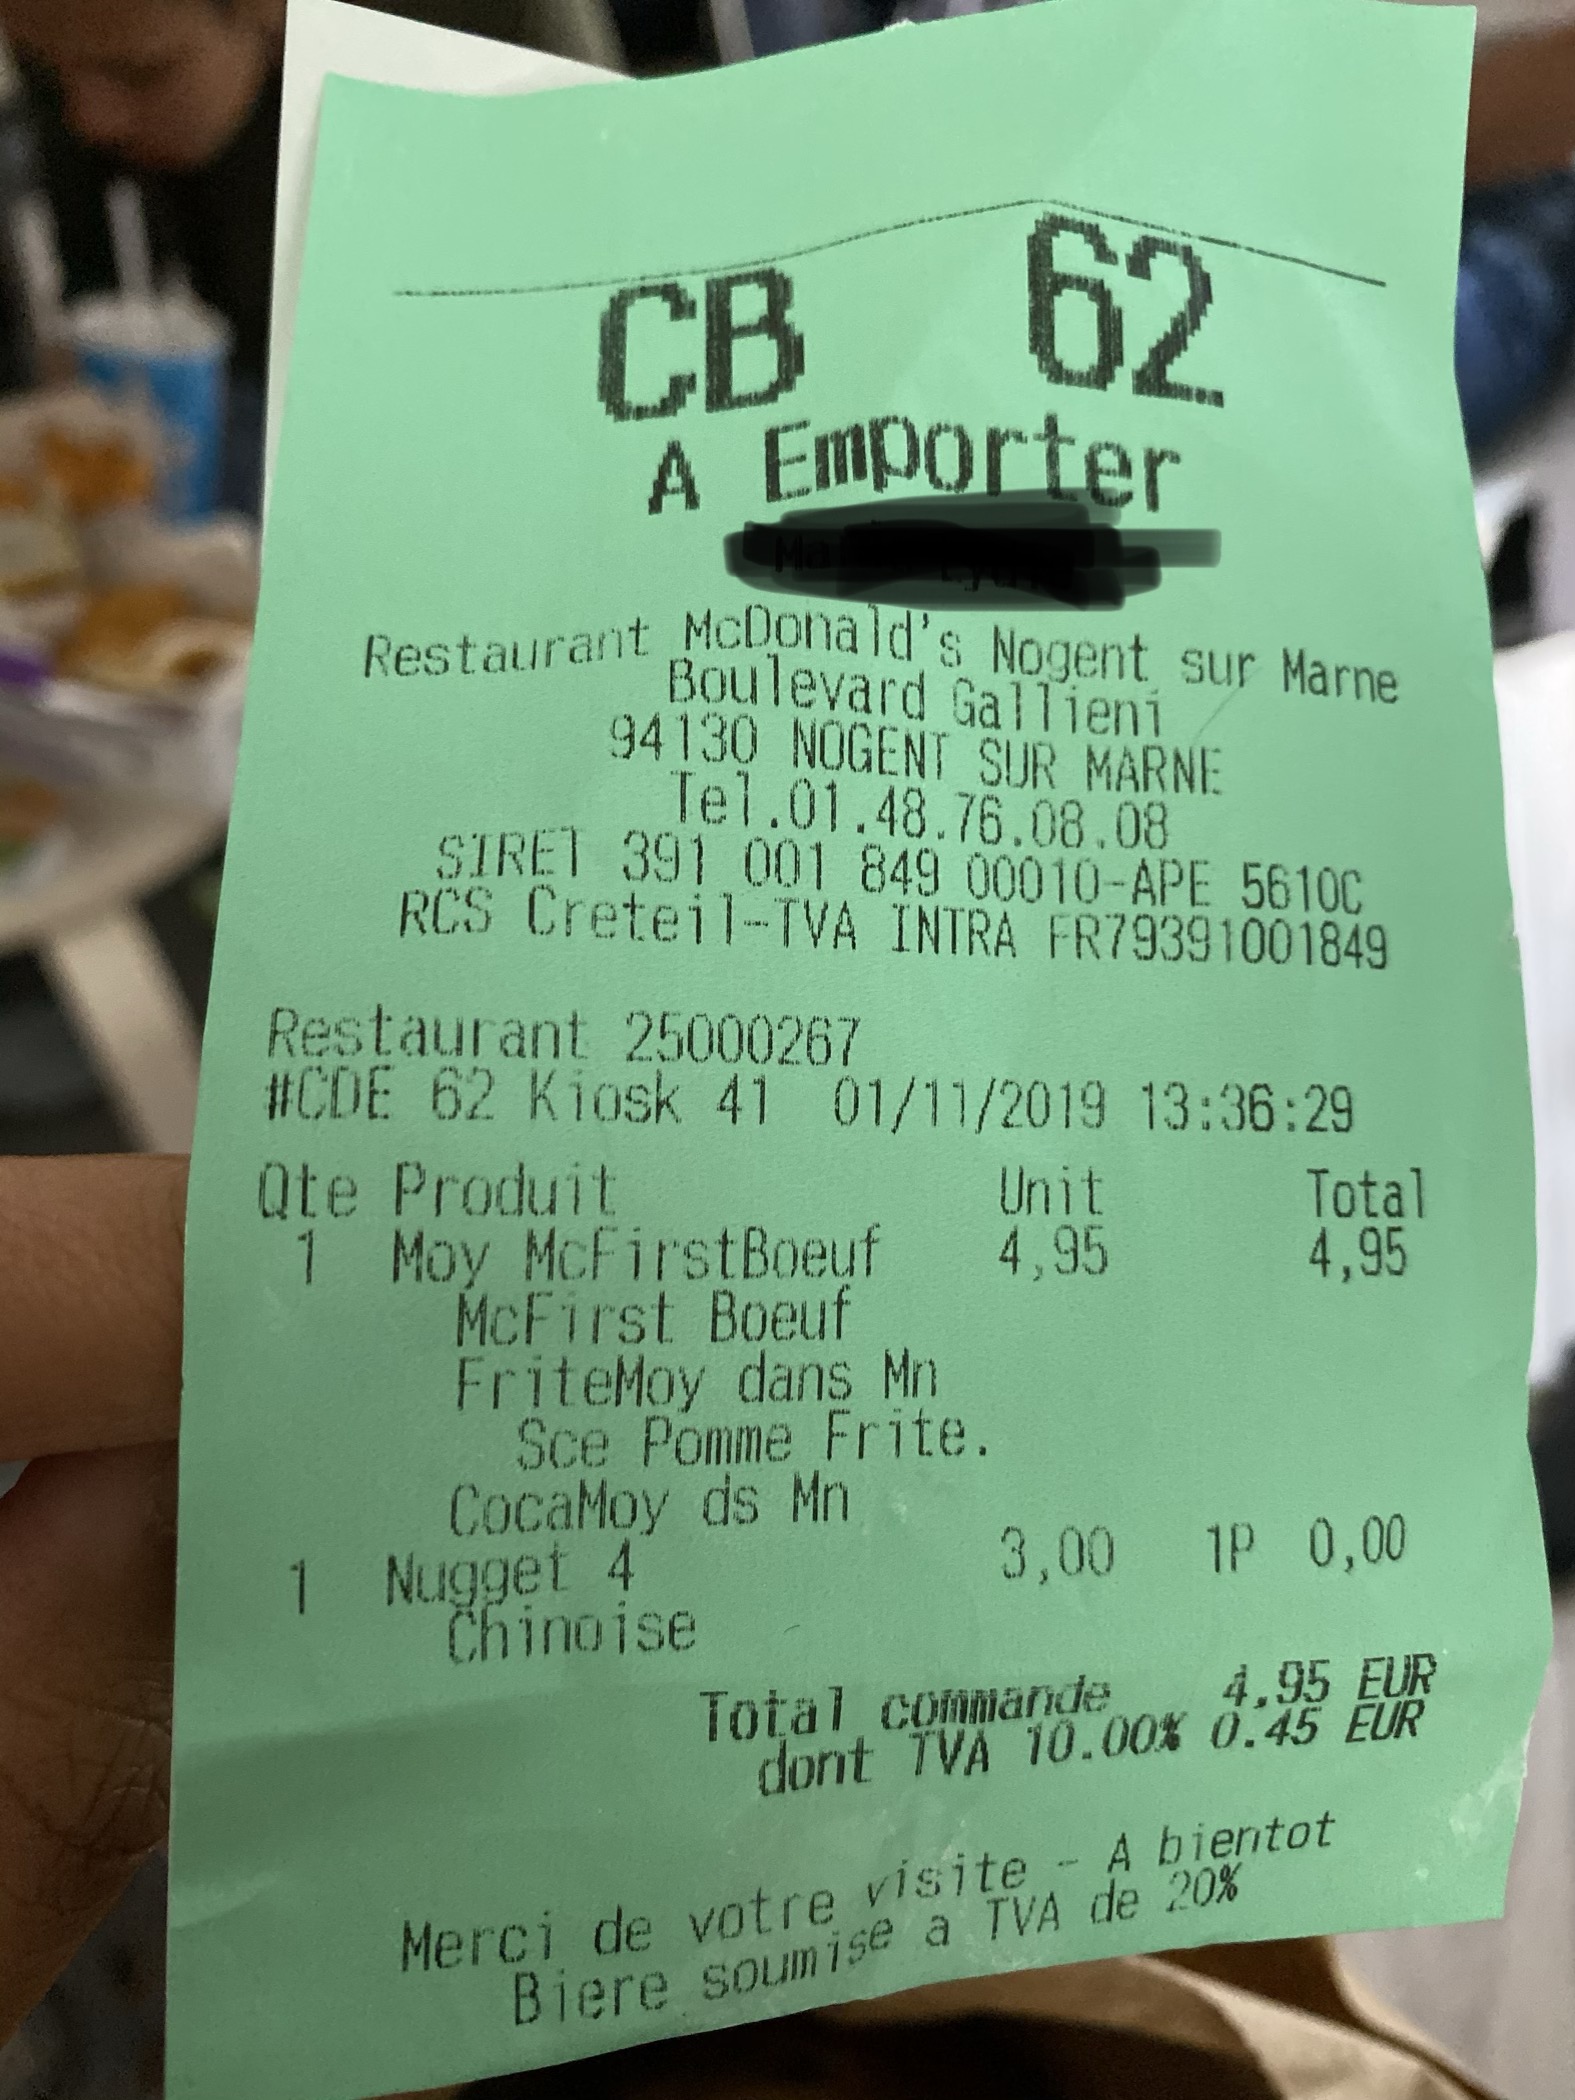 CB 62
A Emporter
Restaurant McDonald's Nogent sur Marne
Boulevard Gallieni
94130 NOGENT SUR MARNE
Tel.01.48.76.08.08
SIRET 391 001 849 00010-APE 5610C
RCS Creteil-TVA INTRA FR79391001849
Restaurant 25000267
#CDE 62 Kiosk 41 01/11/2019 13:36:29
Qte Produit Unit Total
1 Moy McFirstBoeuf 4,95 4,95
McFirst Boeuf
FriteMoy dans Mn
Sce Pomme Frite.
CocaMoy ds Mn
1 Nugget 4 3,00 1P 0,00
Chinoise
Total commande 4.95 EUR
dont TVA 10.00% 0.45 EUR
Merci de votre visite - A bientot
Biere soumise a TVA de 20%